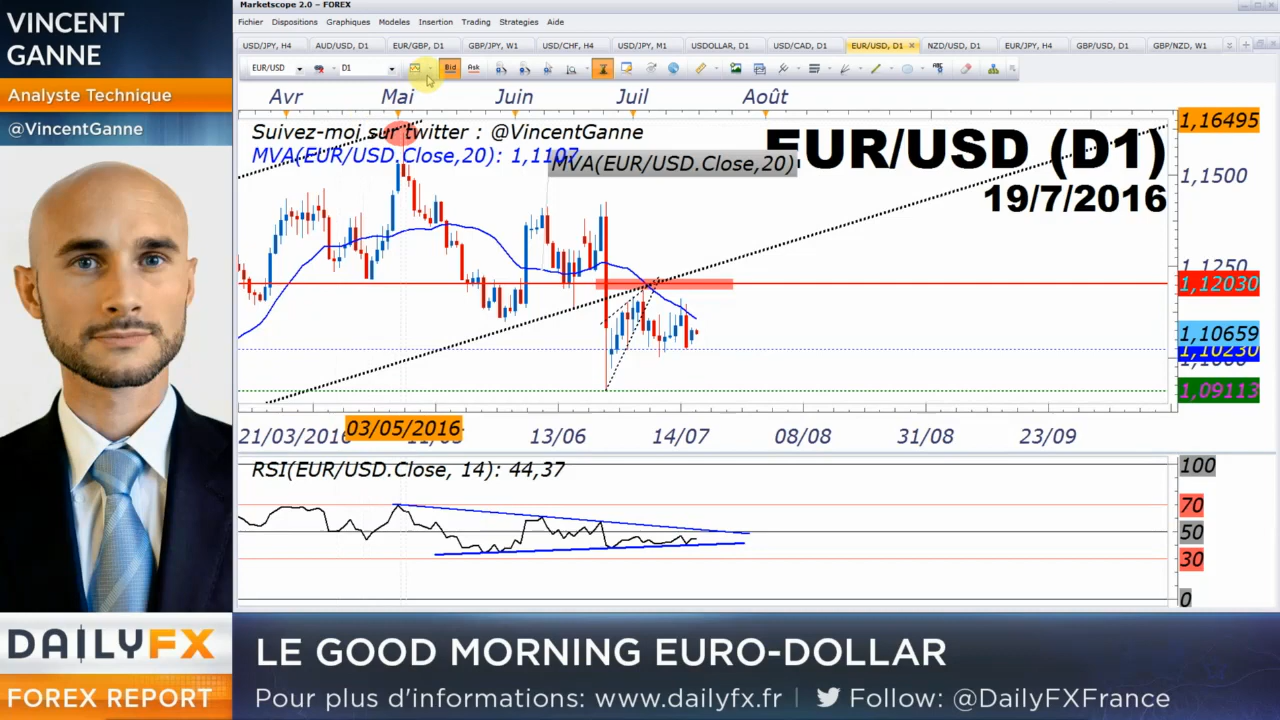 VINCENT
GANNE
Analyste Technique
@VincentGanne
Marketscope 2.0 – FOREX
Fichier Dispositions Graphiques Modeles Insertion Trading Strategies Aide
USD/JPY, H4 AUD/USD, D1 EUR/GBP, D1 GBP/JPY, W1 USD/CHF, H4 USD/JPY, M1 USDOLLAR, D1 USD/CAD, D1 EUR/USD, D1 NZD/USD, D1 EUR/JPY, H4 GBP/USD, D1 GBP/NZD, W1
EUR/USD D1 Bid Ask
Avr Mai Juin Juil Août
Suivez-moi sur twitter : @VincentGanne
MVA(EUR/USD.Close,20): 1,1107
MVA(EUR/USD.Close,20)
EUR/USD (D1)
19/7/2016
1,16495
1,1500
1,1250
1,12030
1,10659
1,10230
1,1000
1,09113
21/03/2016 03/05/2016 11/05 13/06 14/07 08/08 31/08 23/09
RSI(EUR/USD.Close, 14): 44,37
100
70
50
30
0
DAILYFX
FOREX REPORT
LE GOOD MORNING EURO-DOLLAR
Pour plus d'informations: www.dailyfx.fr | Follow: @DailyFXFrance